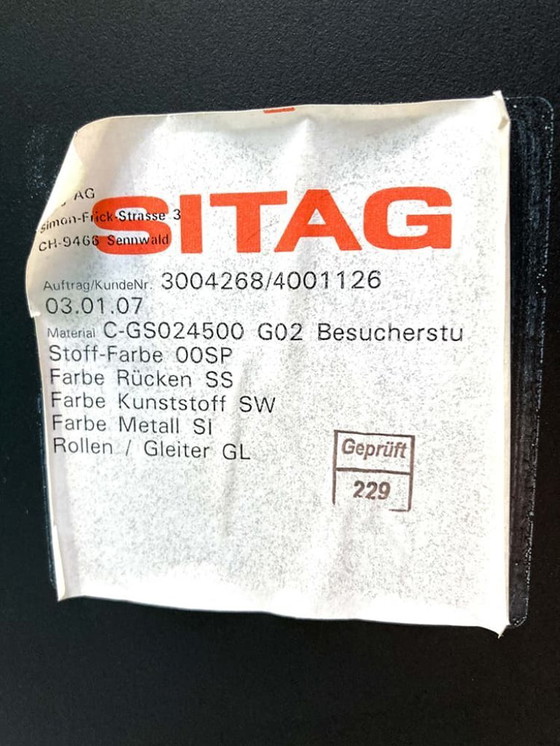 AG
Simon-Frick-Strasse 3
CH-9466 Sennwald
SITAG
Auftrag/KundeNr. 3004268/4001126
03.01.07
Material C-GS024500 G02 Besucherstu
Stoff-Farbe 00SP
Farbe Rücken SS
Farbe Kunststoff SW
Farbe Metall SI
Rollen / Gleiter GL
Geprüft
229